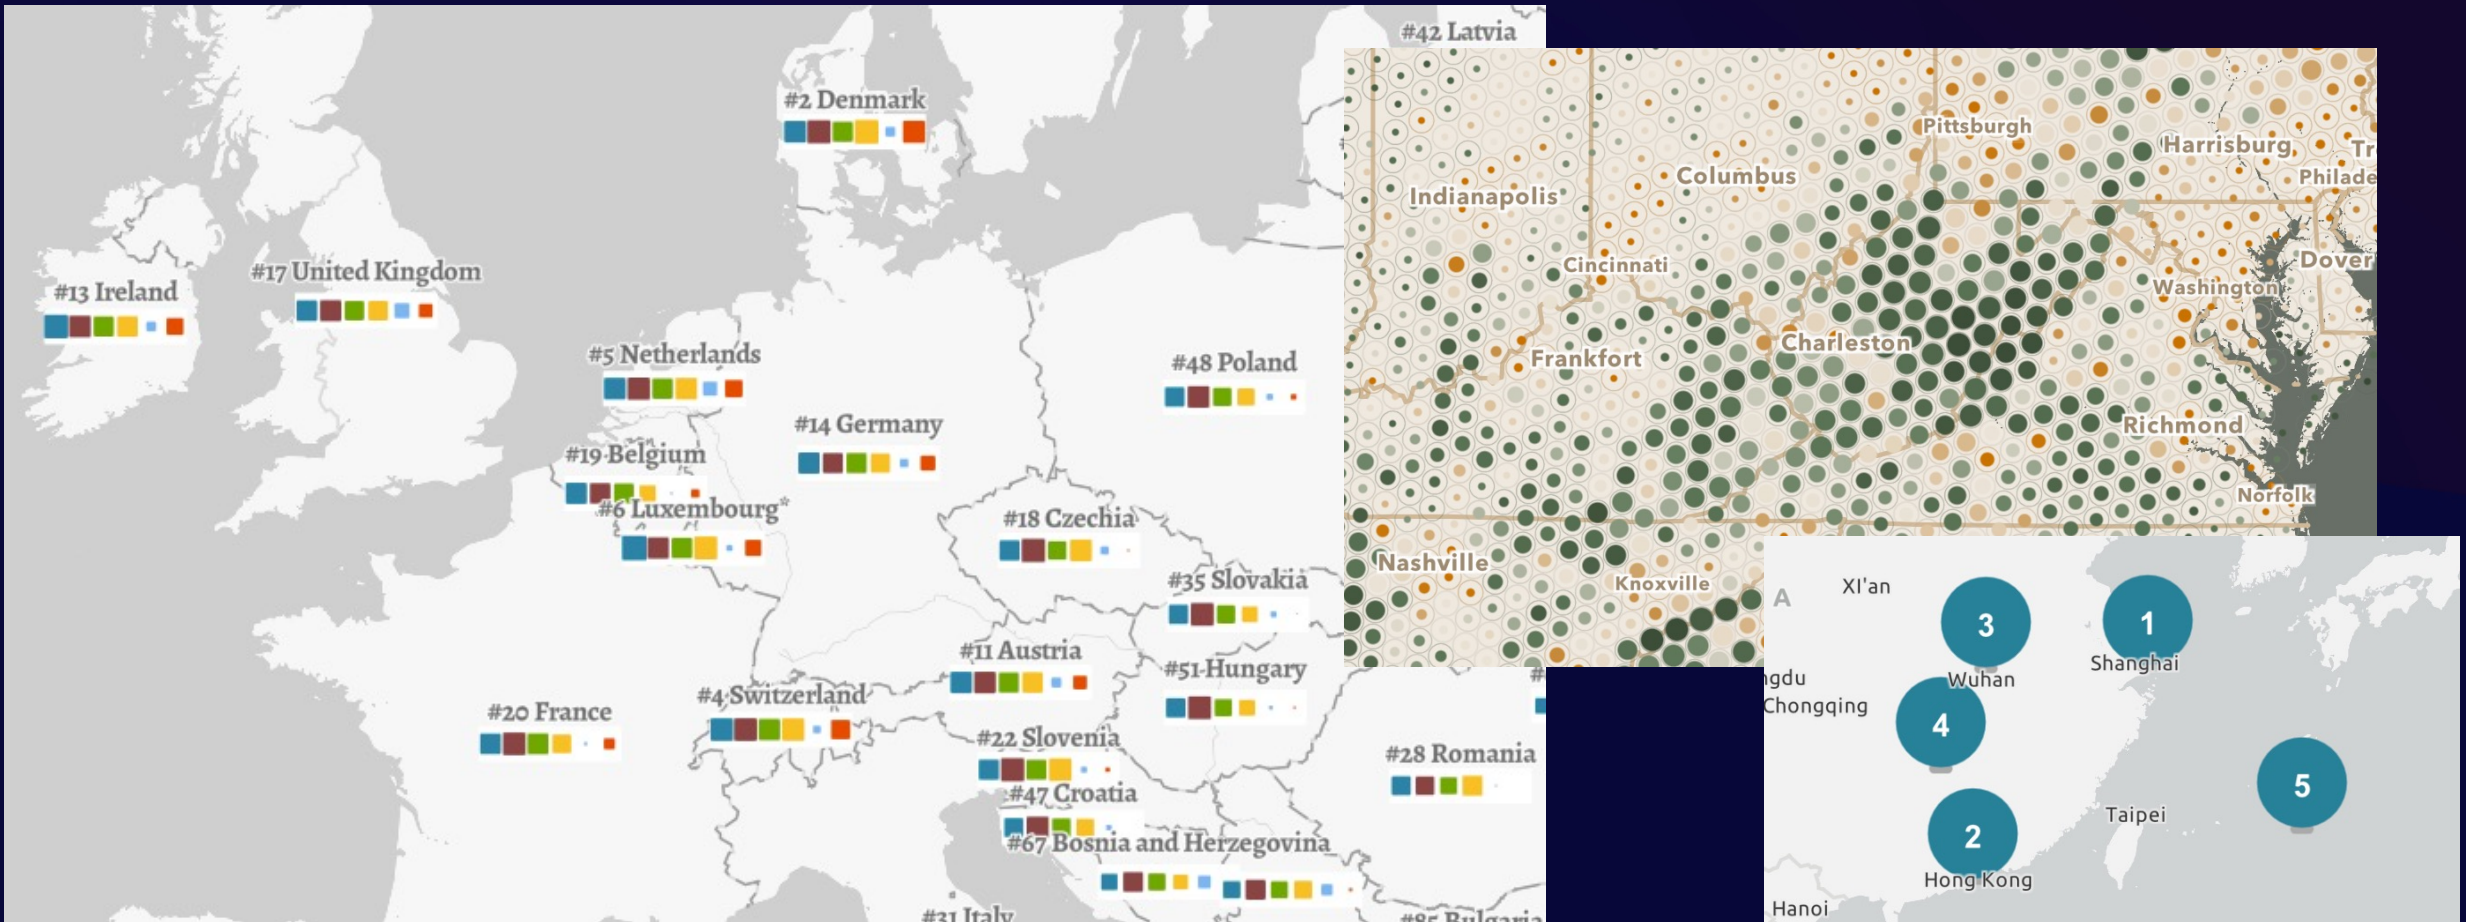 #42 Latvia
#2 Denmark
#17 United Kingdom
#13 Ireland
#5 Netherlands
#48 Poland
#14 Germany
#19 Belgium
#6 Luxembourg*
#18 Czechia
#35 Slovakia
#11 Austria
#51 Hungary
#4 Switzerland
#20 France
#22 Slovenia
#28 Romania
#47 Croatia
#67 Bosnia and Herzegovina
#31 Italy
#85 Bulgaria
Pittsburgh
Harrisburg
Tr
Columbus
Philade
Indianapolis
Cincinnati
Dover
Washington
Charleston
Frankfort
Richmond
Norfolk
Nashville
Knoxville
A
XI'an
3
1
Shanghai
ngdu
Wuhan
Chongqing
4
5
Taipei
2
Hong Kong
Hanoi